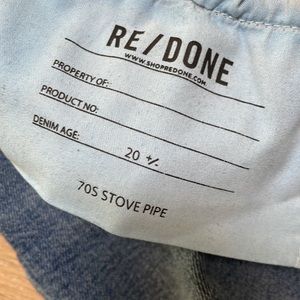 RE/DONE
WWW.SHOPREDONE.COM
PROPERTY OF:
PRODUCT NO:
DENIM AGE: 20 +/-
70S STOVE PIPE